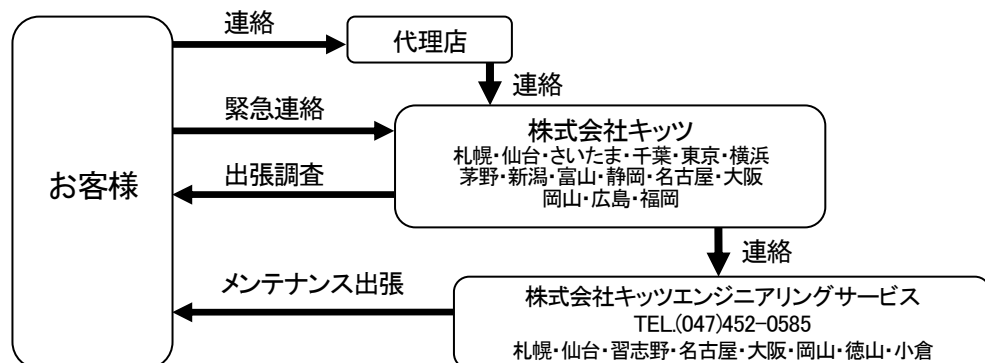 連絡
代理店
連絡
緊急連絡
株式会社キッツ
札幌・仙台・さいたま・千葉・東京・横浜
茅野・新潟・富山・静岡・名古屋・大阪
岡山・広島・福岡
お客様
出張調査
連絡
メンテナンス出張
株式会社キッツエンジニアリングサービス
TEL.(047)452-0585
札幌・仙台・習志野・名古屋・大阪・岡山・徳山・小倉